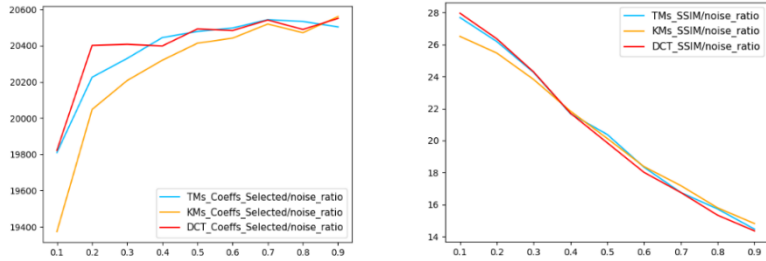 20600
20400
20200
20000
19800
19600
19400
0.1 0.2 0.3 0.4 0.5 0.6 0.7 0.8 0.9
TMs_Coeffs_Selected/noise_ratio
KMs_Coeffs_Selected/noise_ratio
DCT_Coeffs_Selected/noise_ratio
28
26
24
22
20
18
16
14
0.1 0.2 0.3 0.4 0.5 0.6 0.7 0.8 0.9
TMs_SSIM/noise_ratio
KMs_SSIM/noise_ratio
DCT_SSIM/noise_ratio